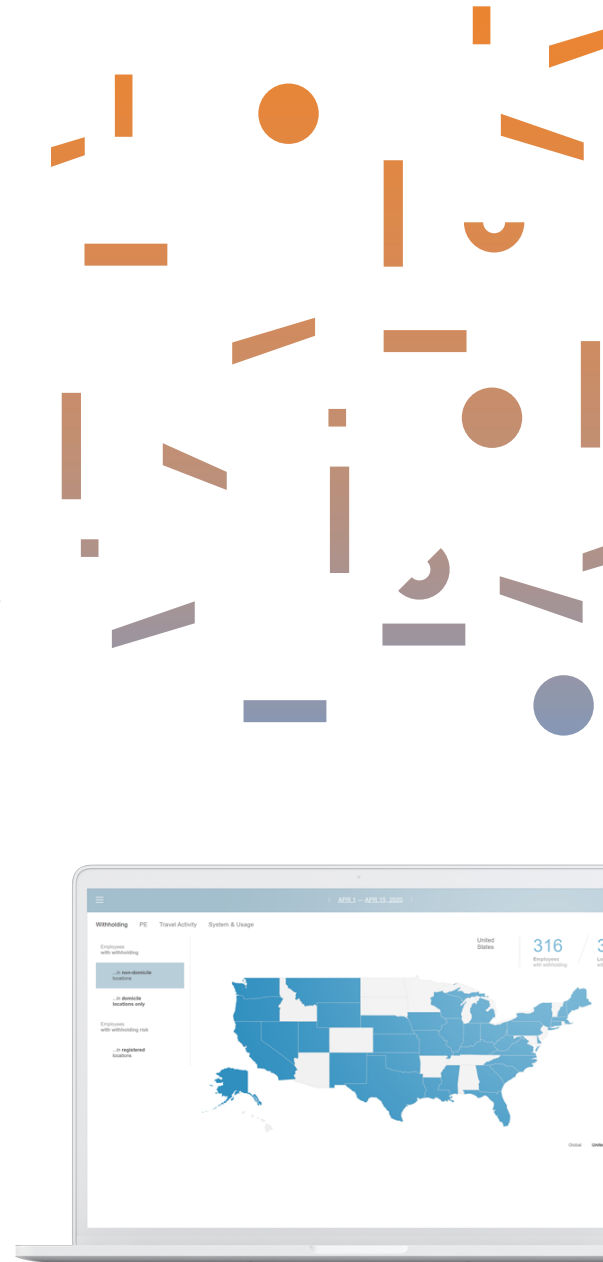 APR 1 — APR 15, 2020
Withholding PE Travel Activity System & Usage
Employees
with withholding
...in non-domicile
locations
...in domicile
locations only
Employees
with withholding risk
...in registered
locations
United
States
316
Employees
with withholding
Global